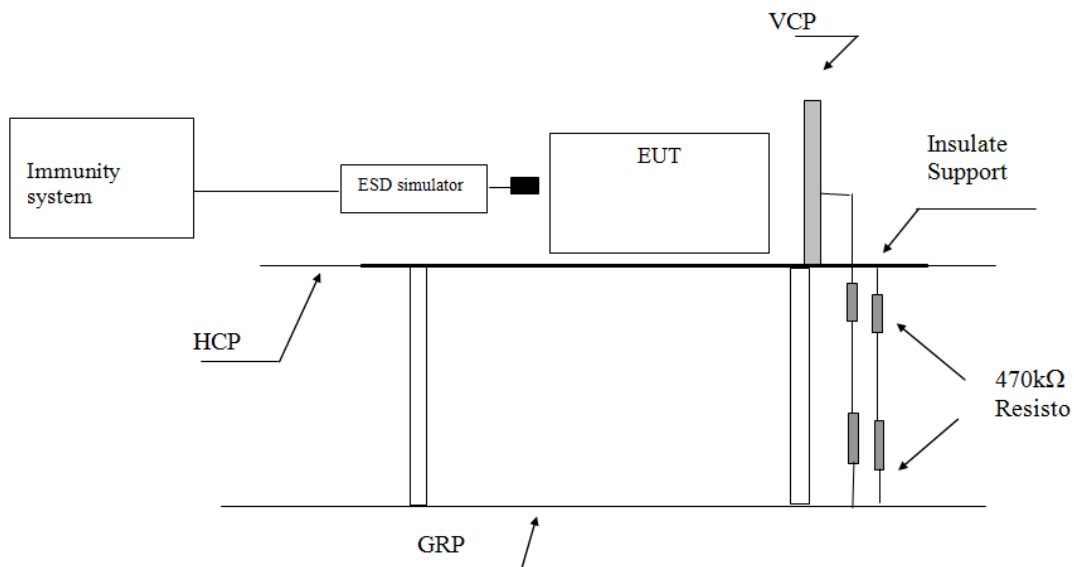 VCP
Immunity
system
ESD simulator
EUT
Insulate
Support
HCP
470kΩ
Resisto
GRP